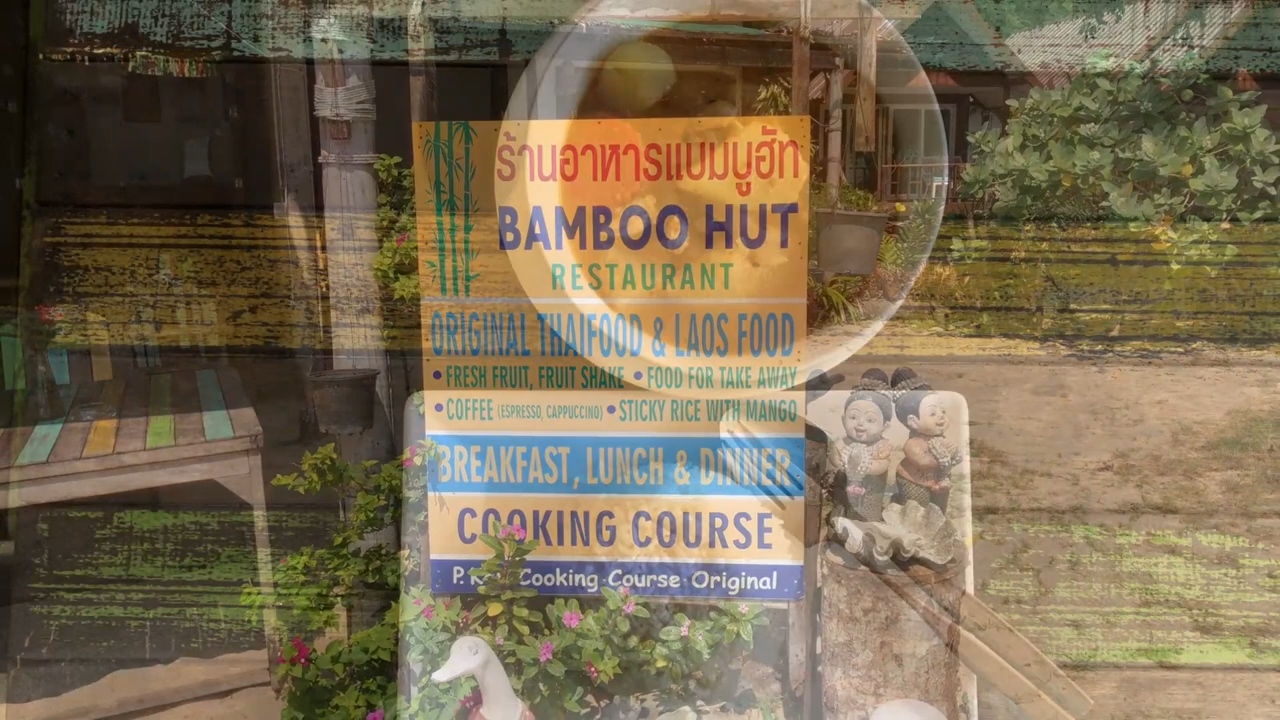 ร้านอาหารแบมบูฮัท
BAMBOO HUT
RESTAURANT
ORIGINAL THAIFOOD & LAOS FOOD
• FRESH FRUIT, FRUIT SHAKE • FOOD FOR TAKE AWAY
• COFFEE (ESPRESSO, CAPPUCCINO) • STICKY RICE WITH MANGO
BREAKFAST, LUNCH & DINNER
COOKING COURSE
P. Cooking Course Original